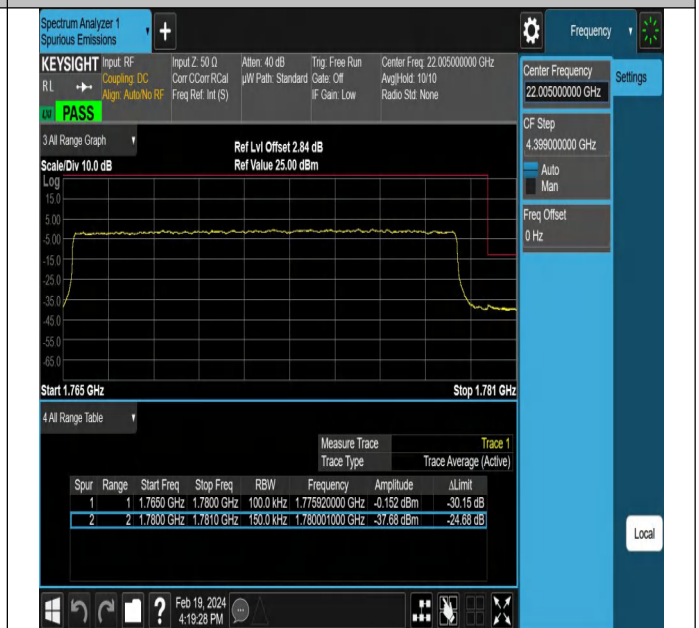 Spectrum Analyzer 1
Spurious Emissions
Frequency
KEYSIGHT
RL
PASS
Input: RF
Coupling: DC
Align: Auto/No RF
Input Z: 50 Ω
Corr CCorr RCal
Freq Ref: Int (S)
Atten: 40 dB
µW Path: Standard
Trig: Free Run
Gate: Off
IF Gain: Low
Center Freq: 22.005000000 GHz
Avg|Hold: 10/10
Radio Std: None
Center Frequency
22.005000000 GHz
Settings
CF Step
4.399000000 GHz
Auto
Man
Freq Offset
0 Hz
3 All Range Graph
Ref Lvl Offset 2.84 dB
Scale/Div 10.0 dB
Ref Value 25.00 dBm
Log
15.0
5.00
-5.00
-15.0
-25.0
-35.0
-45.0
-55.0
-65.0
Start 1.765 GHz
Stop 1.781 GHz
4 All Range Table
Measure Trace Trace 1
Trace Type Trace Average (Active)
Spur Range Start Freq Stop Freq RBW Frequency Amplitude ΔLimit
1 1 1.7650 GHz 1.7800 GHz 100.0 kHz 1.775920000 GHz -0.152 dBm -30.15 dB
2 2 1.7800 GHz 1.7810 GHz 150.0 kHz 1.780001000 GHz -37.68 dBm -24.68 dB
Local
?
Feb 19, 2024
4:19:28 PM